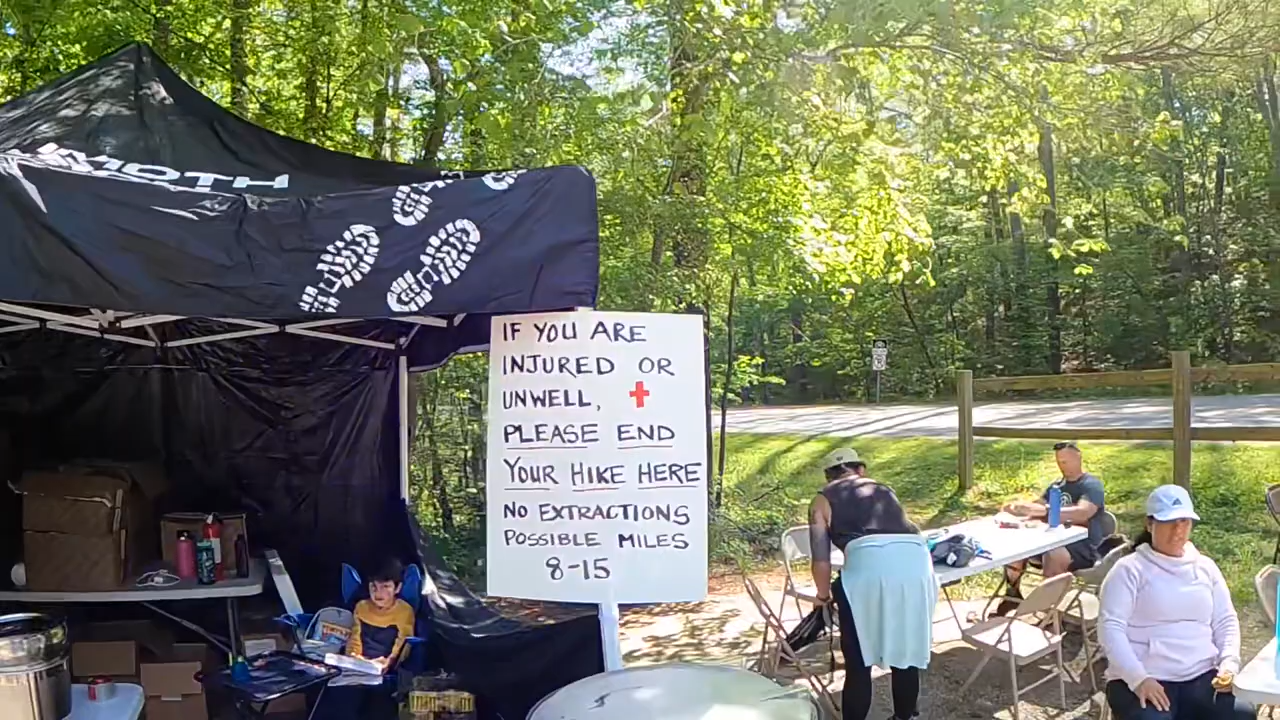 MOTH
IF YOU ARE
INJURED OR
UNWELL,
PLEASE END
YOUR HIKE HERE
NO EXTRACTIONS
POSSIBLE MILES
8-15